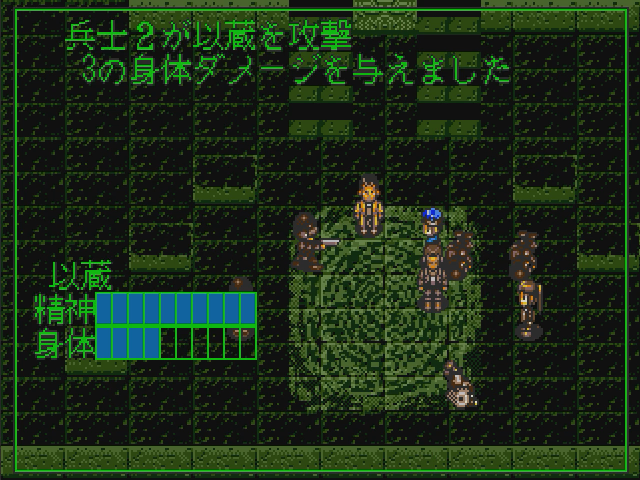 兵士２が以蔵を攻撃
3の身体ダメージを与えました
以蔵
精神
身体